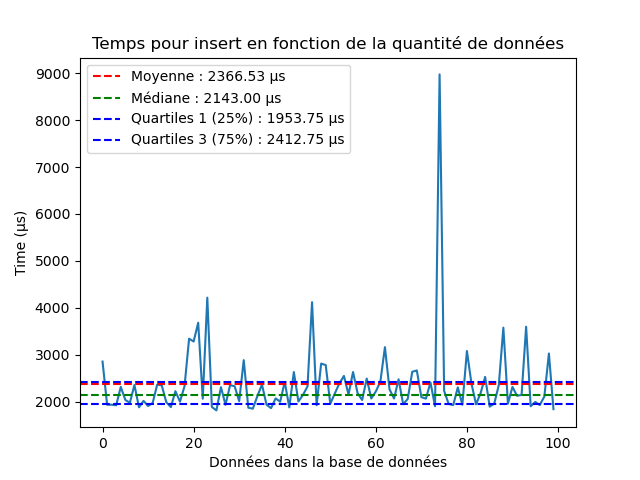 Temps pour insert en fonction de la quantité de données
Moyenne : 2366.53 µs
Médiane : 2143.00 µs
Quartiles 1 (25%) : 1953.75 µs
Quartiles 3 (75%) : 2412.75 µs
9000
8000
7000
6000
5000
4000
3000
2000
Time (µs)
0 20 40 60 80 100
Données dans la base de données